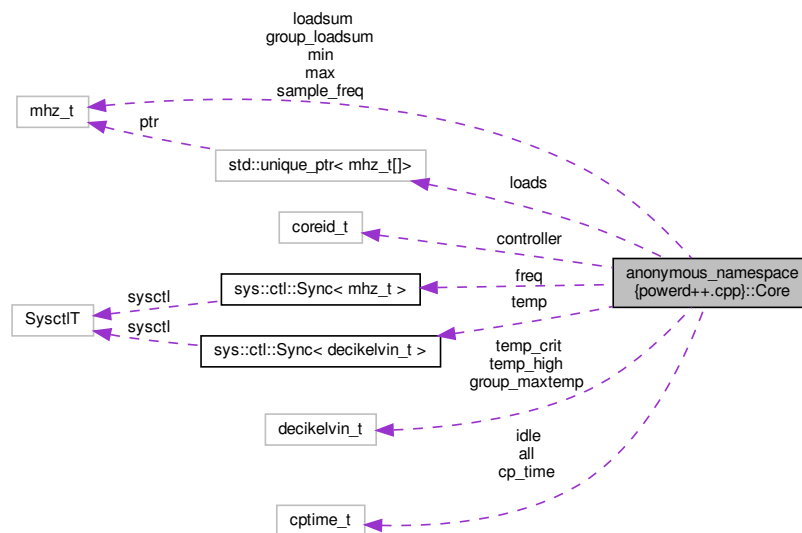 loadsum
group_loadsum
min
max
sample_freq
mhz_t
ptr
std::unique_ptr< mhz_t[]>
loads
coreid_t
controller
anonymous_namespace
{powerd++.cpp}::Core
freq
sys::ctl::Sync< mhz_t >
sysctl
temp
SysctlT
sysctl
sys::ctl::Sync< decikelvin_t >
temp_crit
temp_high
group_maxtemp
decikelvin_t
idle
all
cp_time
cptime_t